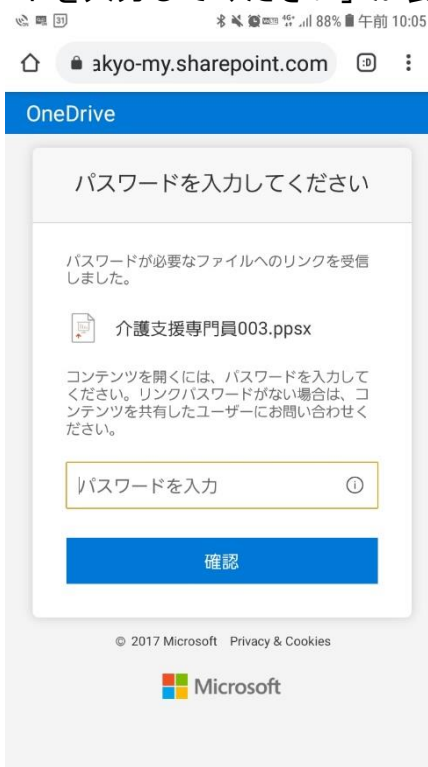 31 4G+ 88% 午前 10:05
akyo-my.sharepoint.com :D
OneDrive
パスワードを入力してください
パスワードが必要なファイルへのリンクを受信
しました。
介護支援専門員003.ppsx
コンテンツを開くには、パスワードを入力して
ください。リンクパスワードがない場合は、コ
ンテンツを共有したユーザーにお問い合わせく
ださい。
パスワードを入力
確認
© 2017 Microsoft Privacy & Cookies
Microsoft